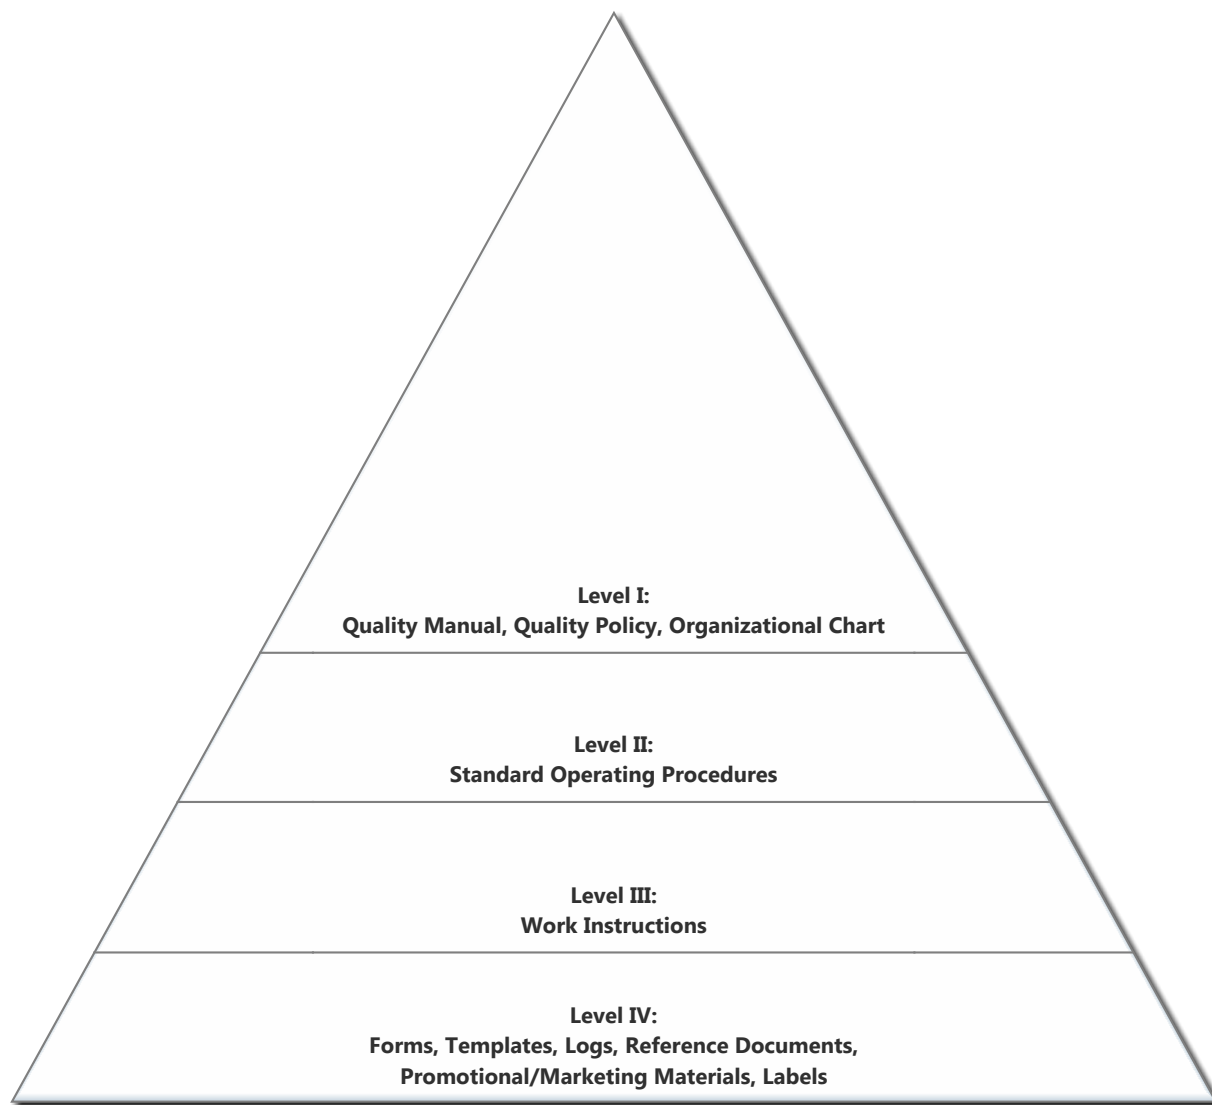 Level I:
Quality Manual, Quality Policy, Organizational Chart
Level II:
Standard Operating Procedures
Level III:
Work Instructions
Level IV:
Forms, Templates, Logs, Reference Documents,
Promotional/Marketing Materials, Labels